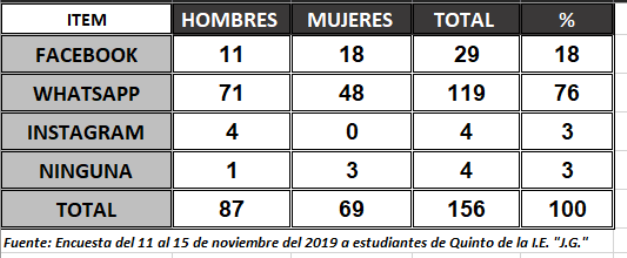 ITEM HOMBRES MUJERES TOTAL %
FACEBOOK 11 18 29 18
WHATSAPP 71 48 119 76
INSTAGRAM 4 0 4 3
NINGUNA 1 3 4 3
TOTAL 87 69 156 100
Fuente: Encuesta del 11 al 15 de noviembre del 2019 a estudiantes de Quinto de la I.E. "J.G."